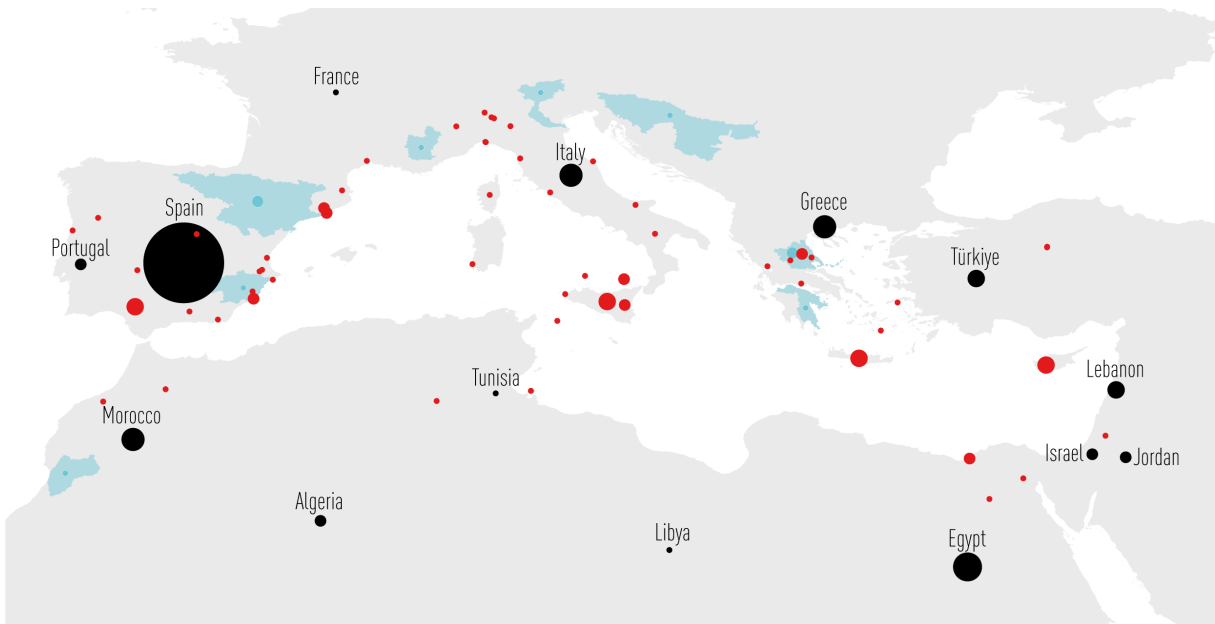 France
Italy
Spain
Greece
Portugal
Türkiye
Tunisia
Lebanon
Morocco
Israel
Jordan
Algeria
Libya
Egypt